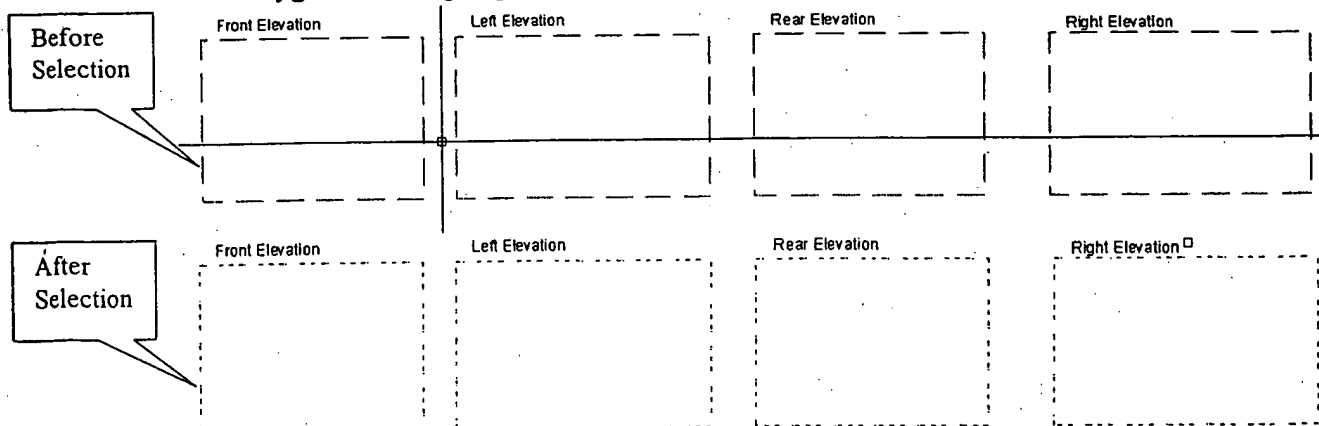 Front Elevation
Left Elevation
Rear Elevation
Right Elevation
Before
Selection
Front Elevation
Left Elevation
Rear Elevation
Right Elevation
After
Selection